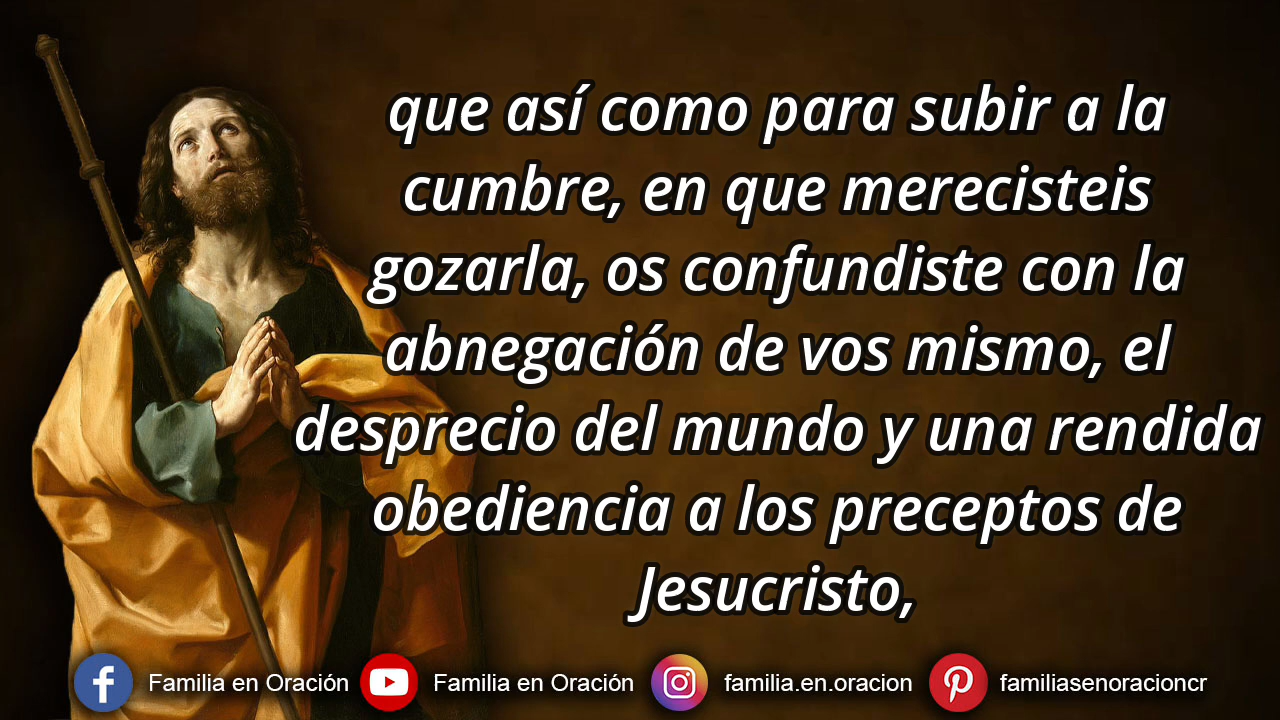 que así como para subir a la
cumbre, en que merecisteis
gozarla, os confundiste con la
abnegación de vos mismo, el
desprecio del mundo y una rendida
obediencia a los preceptos de
Jesucristo,
Familia en Oración Familia en Oración familia.en.oracion familiasenoracioncr